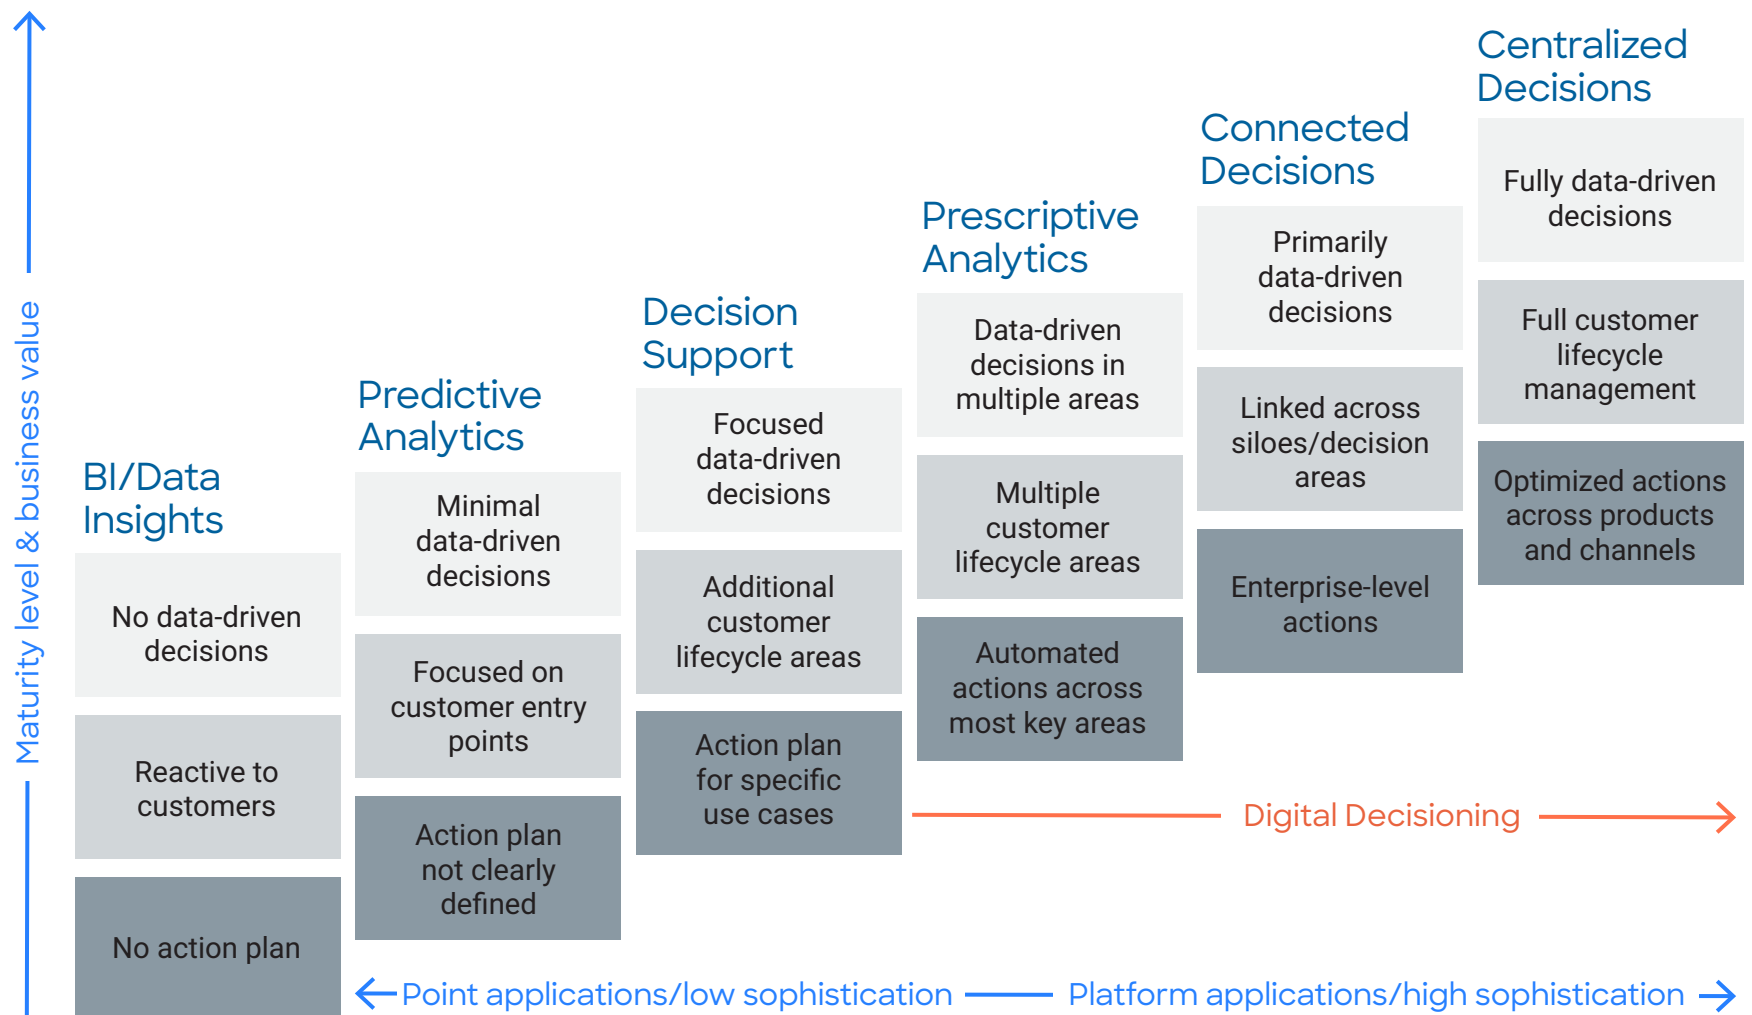 Maturity level & business value
BI/Data
Insights
No data-driven
decisions
Reactive to
customers
No action plan
Predictive
Analytics
Minimal
data-driven
decisions
Focused on
customer entry
points
Action plan
not clearly
defined
Decision
Support
Focused
data-driven
decisions
Additional
customer
lifecycle areas
Action plan
for specific
use cases
Prescriptive
Analytics
Data-driven
decisions in
multiple areas
Multiple
customer
lifecycle areas
Automated
actions across
most key areas
Connected
Decisions
Primarily
data-driven
decisions
Linked across
siloes/decision
areas
Enterprise-level
actions
Centralized
Decisions
Fully data-driven
decisions
Full customer
lifecycle
management
Optimized actions
across products
and channels
Digital Decisioning
Point applications/low sophistication
Platform applications/high sophistication